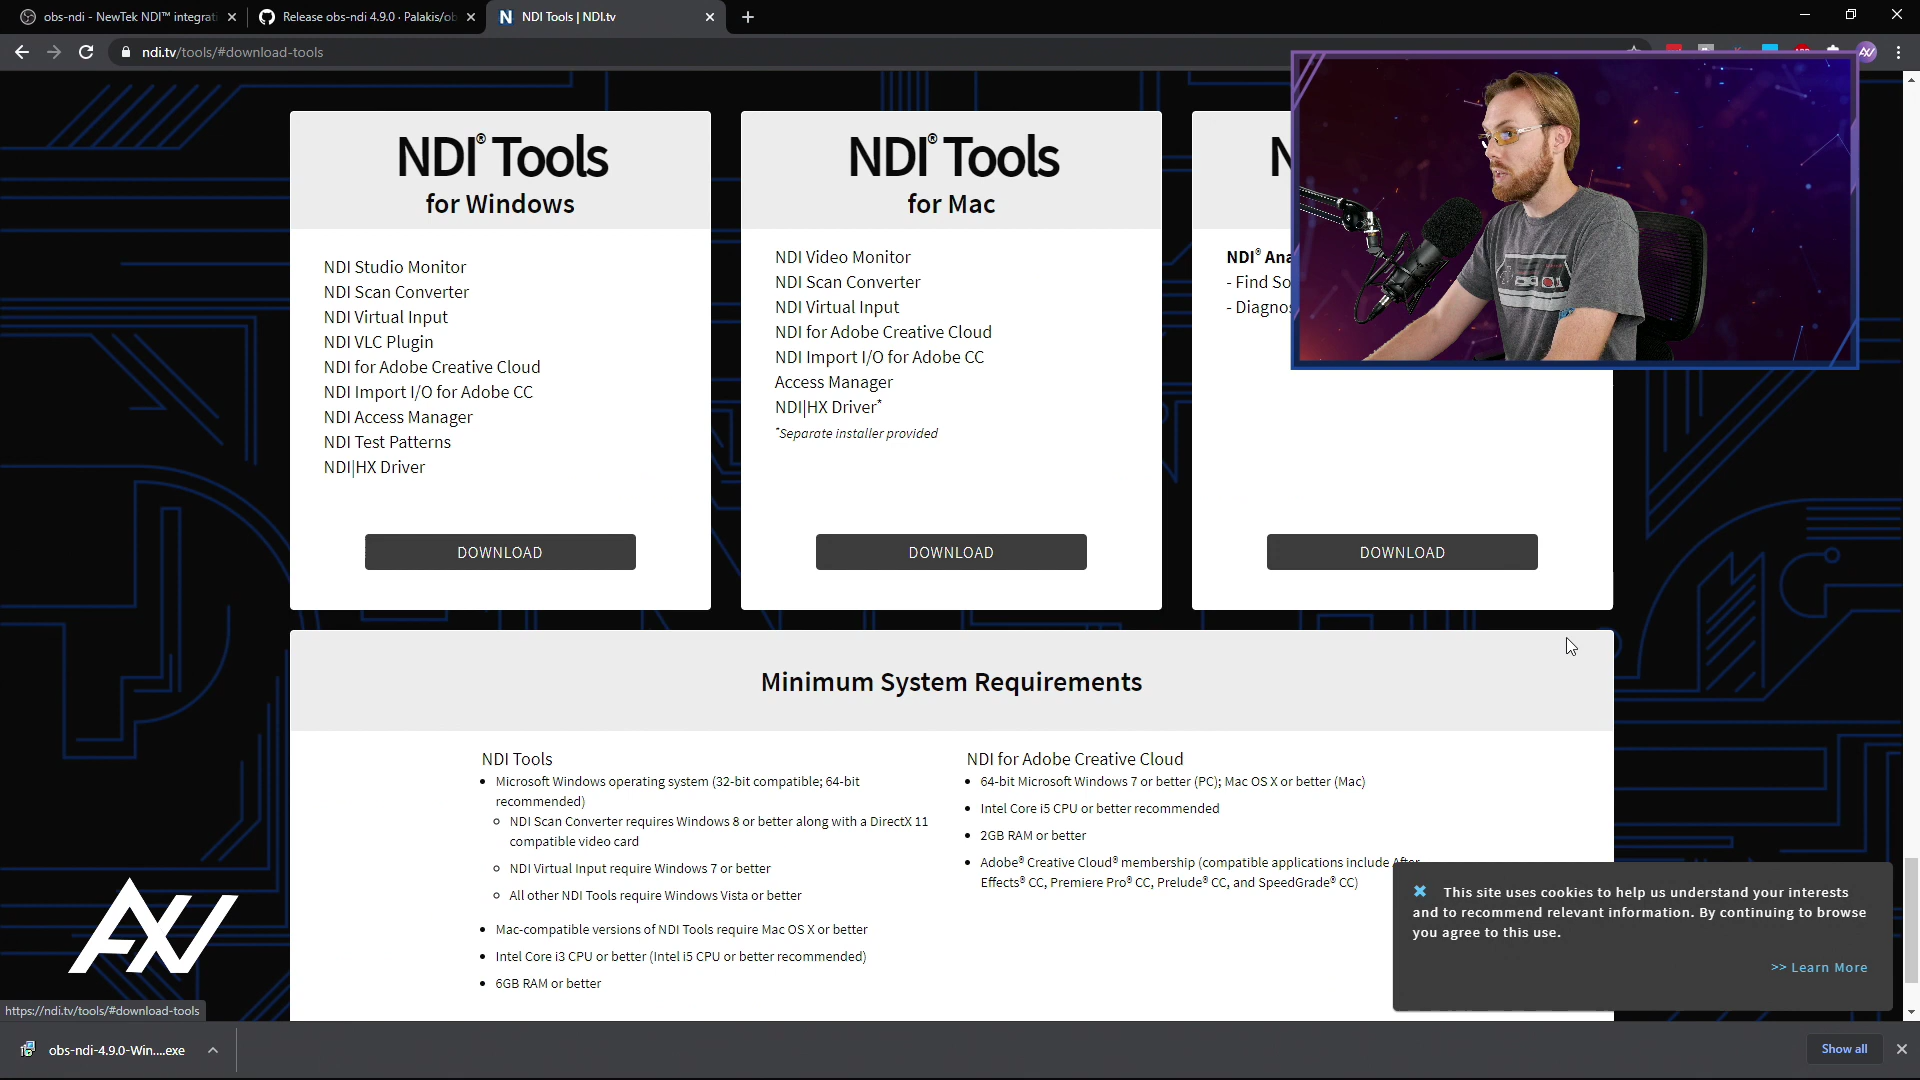 obs-ndi - NewTek NDI™ integrati
Release obs-ndi 4.9.0 · Palakis/ob
NDI Tools | NDI.tv
ndi.tv/tools/#download-tools
NDI® Tools
for Windows
NDI Studio Monitor
NDI Scan Converter
NDI Virtual Input
NDI VLC Plugin
NDI for Adobe Creative Cloud
NDI Import I/O for Adobe CC
NDI Access Manager
NDI Test Patterns
NDI|HX Driver
DOWNLOAD
NDI® Tools
for Mac
NDI Video Monitor
NDI Scan Converter
NDI Virtual Input
NDI for Adobe Creative Cloud
NDI Import I/O for Adobe CC
Access Manager
NDI|HX Driver*
*Separate installer provided
DOWNLOAD
N
NDI® Ana
- Find So
- Diagnos
DOWNLOAD
Minimum System Requirements
NDI Tools
• Microsoft Windows operating system (32-bit compatible; 64-bit
recommended)
NDI Scan Converter requires Windows 8 or better along with a DirectX 11
compatible video card
NDI Virtual Input require Windows 7 or better
All other NDI Tools require Windows Vista or better
• Mac-compatible versions of NDI Tools require Mac OS X or better
• Intel Core i3 CPU or better (Intel i5 CPU or better recommended)
• 6GB RAM or better
NDI for Adobe Creative Cloud
• 64-bit Microsoft Windows 7 or better (PC); Mac OS X or better (Mac)
• Intel Core i5 CPU or better recommended
• 2GB RAM or better
• Adobe® Creative Cloud® membership (compatible applications include After
Effects® CC, Premiere Pro® CC, Prelude® CC, and SpeedGrade® CC)
This site uses cookies to help us understand your interests
and to recommend relevant information. By continuing to browse
you agree to this use.
>> Learn More
https://ndi.tv/tools/#download-tools
obs-ndi-4.9.0-Win....exe
Show all